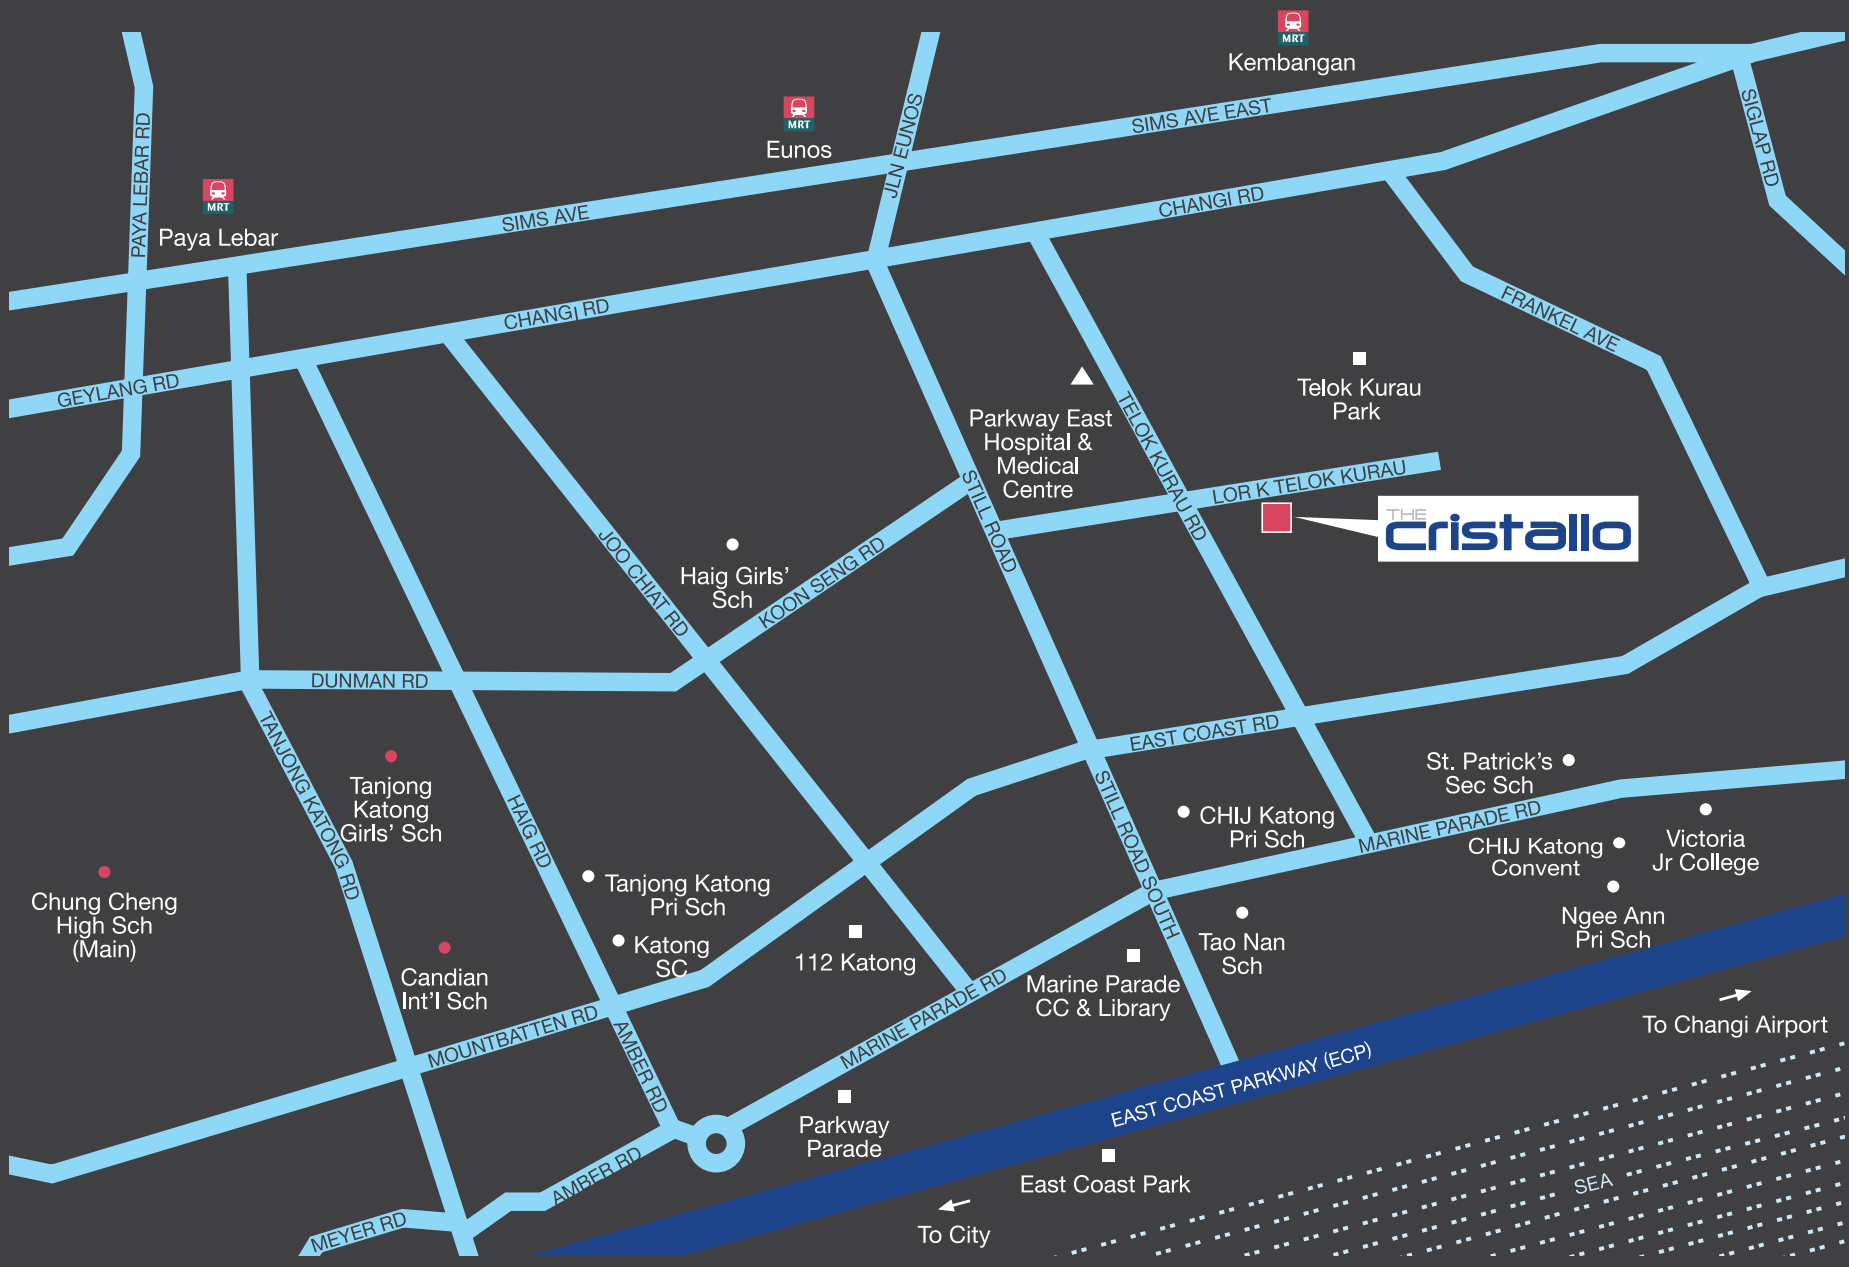 MRT
Kembangan
MRT
Eunos
MRT
Paya Lebar
PAYA LEBAR RD
JLN EUNOS
SIMS AVE EAST
SIGLAP RD
SIMS AVE
CHANGI RD
CHANGI RD
GEYLANG RD
FRANKEL AVE
Telok Kurau
Park
Parkway East
Hospital &
Medical
Centre
TELOK KURAU RD
LOR K TELOK KURAU
STILL ROAD
THE
cristallo
JOO CHIAT RD
Haig Girls'
Sch
KOON SENG RD
DUNMAN RD
TANJONG KATONG RD
EAST COAST RD
Tanjong
Katong
Girls' Sch
HAIG RD
STILL ROAD SOUTH
CHIJ Katong
Pri Sch
St. Patrick's
Sec Sch
MARINE PARADE RD
CHIJ Katong
Convent
Victoria
Jr College
Chung Cheng
High Sch
(Main)
Tanjong Katong
Pri Sch
Katong
SC
112 Katong
Tao Nan
Sch
Ngee Ann
Pri Sch
Candian
Int'l Sch
Marine Parade
CC & Library
MOUNTBATTEN RD
AMBER RD
MARINE PARADE RD
To Changi Airport
EAST COAST PARKWAY (ECP)
Parkway
Parade
AMBER RD
East Coast Park
SEA
MEYER RD
To City